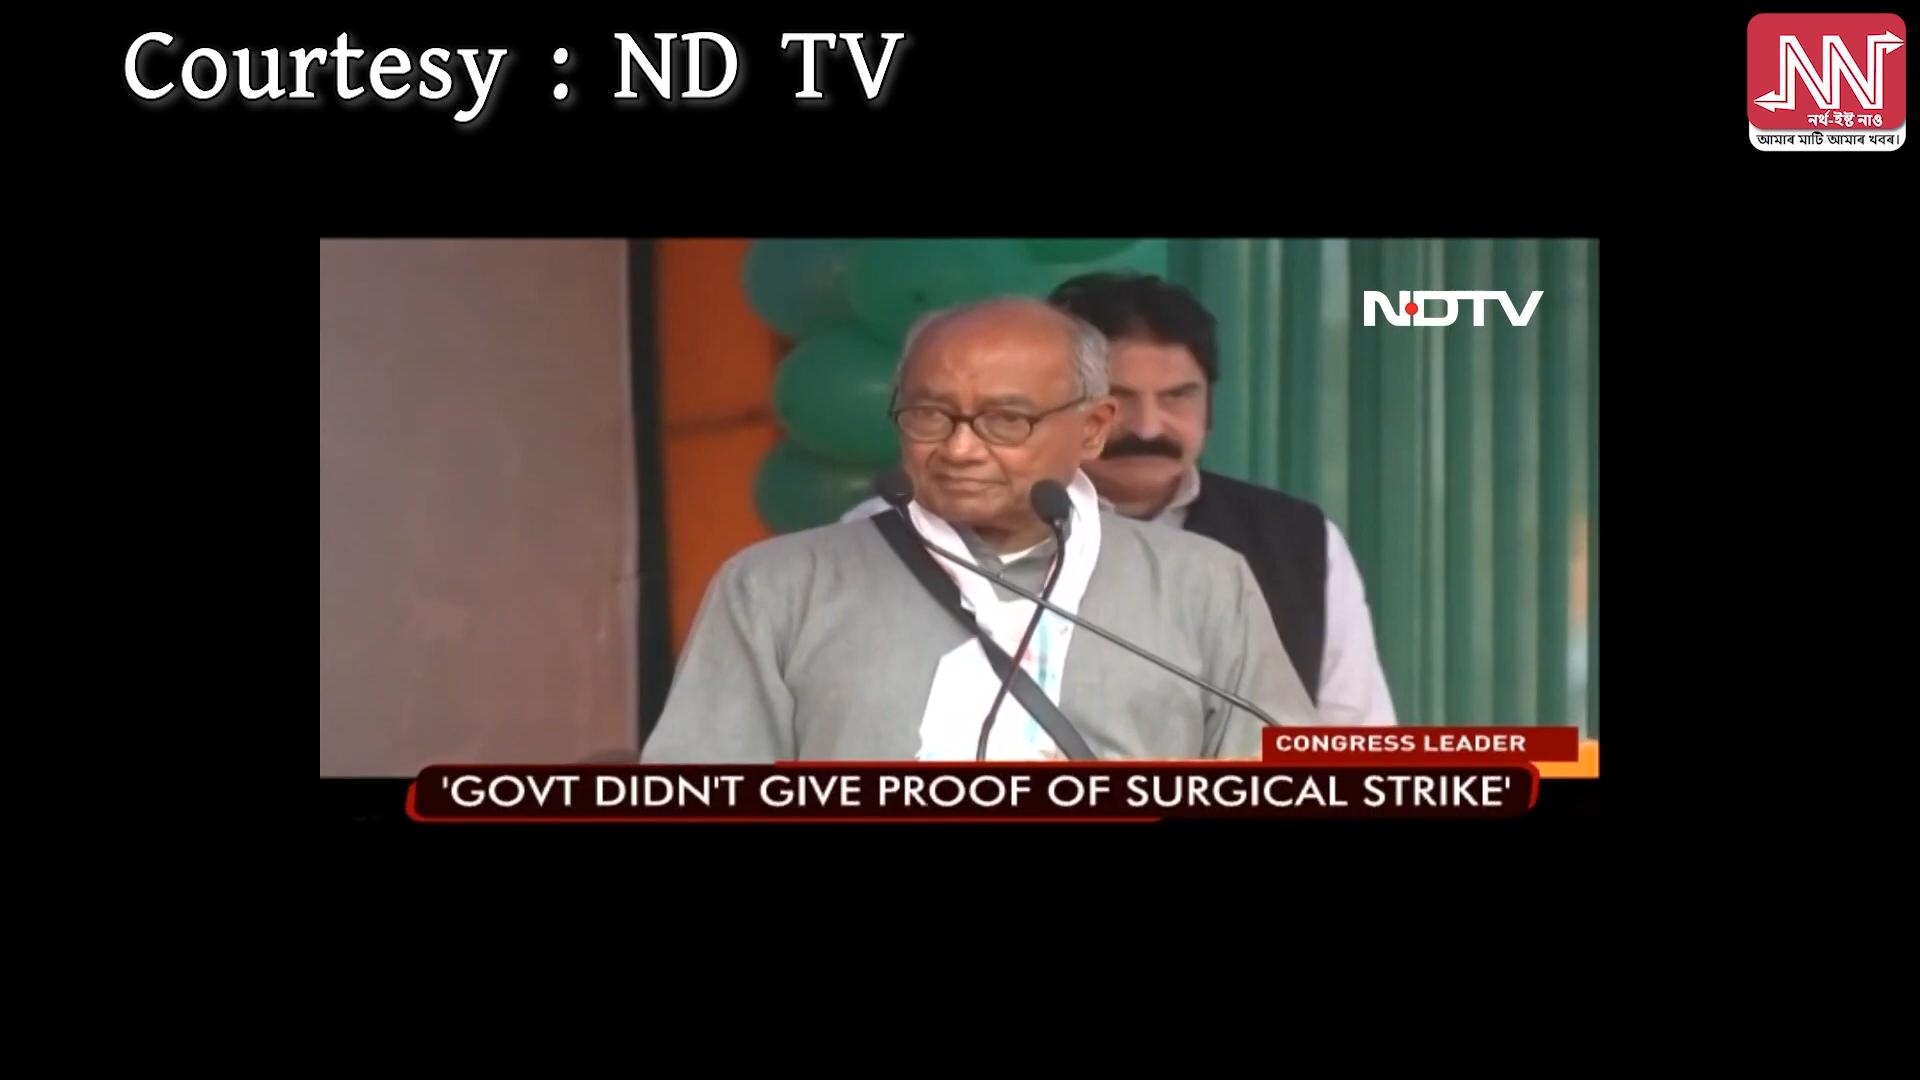 Courtesy : ND TV
NN
নৰ্থ-ইষ্ট নাও
আমাৰ মাটি আমাৰ খবৰ।
NDTV
CONGRESS LEADER
'GOVT DIDN'T GIVE PROOF OF SURGICAL STRIKE'